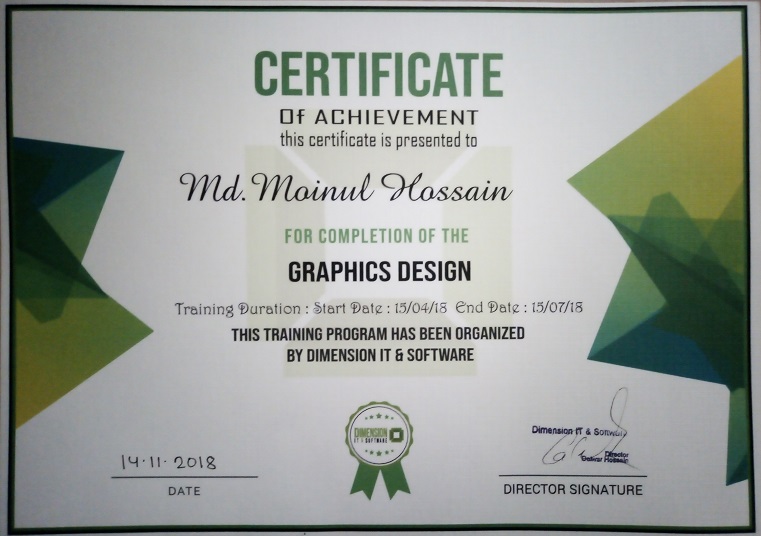 CERTIFICATE
Of ACHIEVEMENT
this certificate is presented to
Md. Moinul Hossain
FOR COMPLETION OF THE
GRAPHICS DESIGN
Training Duration : Start Date : 15/04/18 End Date : 15/07/18
THIS TRAINING PROGRAM HAS BEEN ORGANIZED
BY DIMENSION IT & SOFTWARE
DIMENSION
IT & SOFTWARE
14-11-2018
DATE
Dimension IT & Software
Director
Hossain
DIRECTOR SIGNATURE